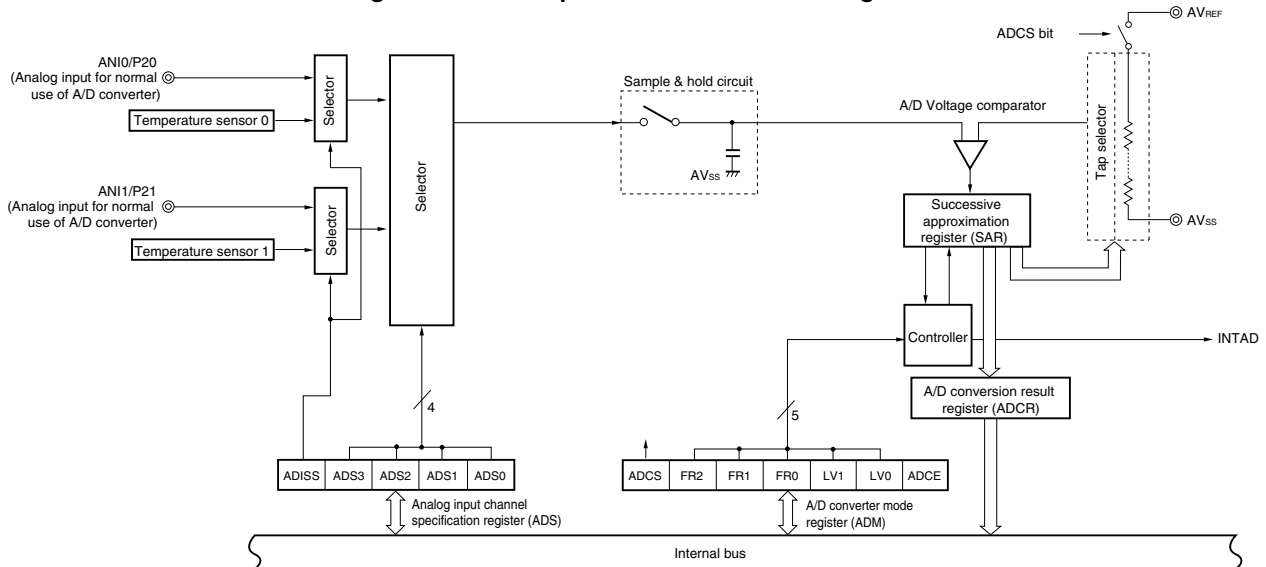 AVREF
ADCS bit
ANI0/P20
(Analog input for normal
use of A/D converter)
Selector
Temperature sensor 0
Selector
Sample & hold circuit
AVSS
A/D Voltage comparator
Tap selector
ANI1/P21
(Analog input for normal
use of A/D converter)
Selector
Temperature sensor 1
Successive
approximation
register (SAR)
AVSS
Controller
INTAD
4
5
A/D conversion result
register (ADCR)
ADISS ADS3 ADS2 ADS1 ADS0
ADCS FR2 FR1 FR0 LV1 LV0 ADCE
Analog input channel
specification register (ADS)
A/D converter mode
register (ADM)
Internal bus